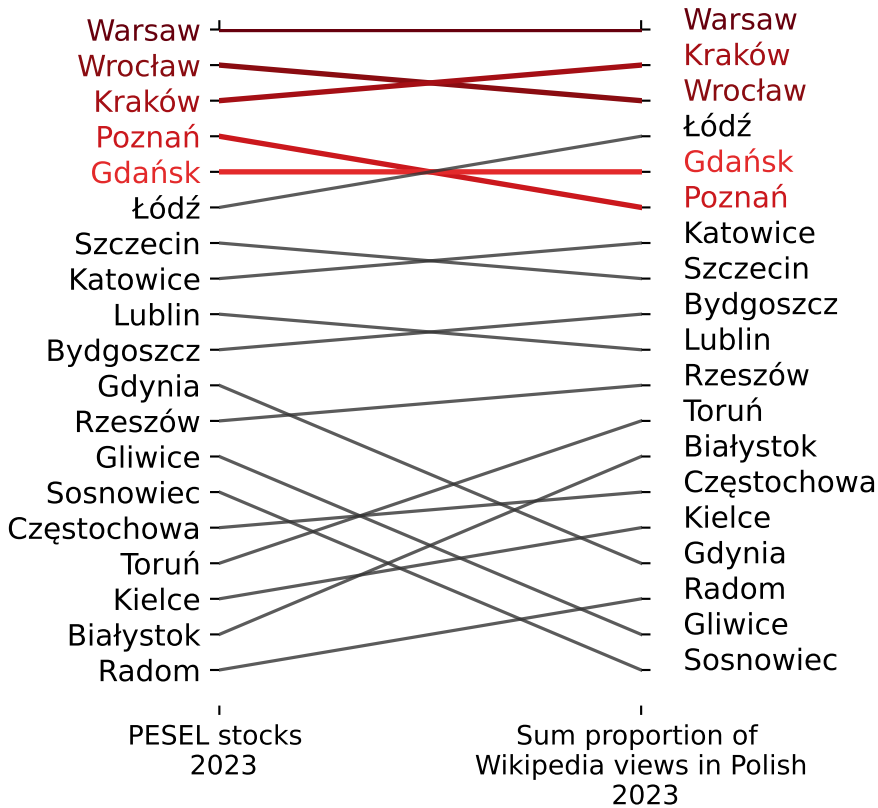 Warsaw
Wrocław
Kraków
Poznań
Gdańsk
Łódź
Szczecin
Katowice
Lublin
Bydgoszcz
Gdynia
Rzeszów
Gliwice
Sosnowiec
Częstochowa
Toruń
Kielce
Białystok
Radom
Warsaw
Kraków
Wrocław
Łódź
Gdańsk
Poznań
Katowice
Szczecin
Bydgoszcz
Lublin
Rzeszów
Toruń
Białystok
Częstochowa
Kielce
Gdynia
Radom
Gliwice
Sosnowiec
PESEL stocks
2023
Sum proportion of
Wikipedia views in Polish
2023